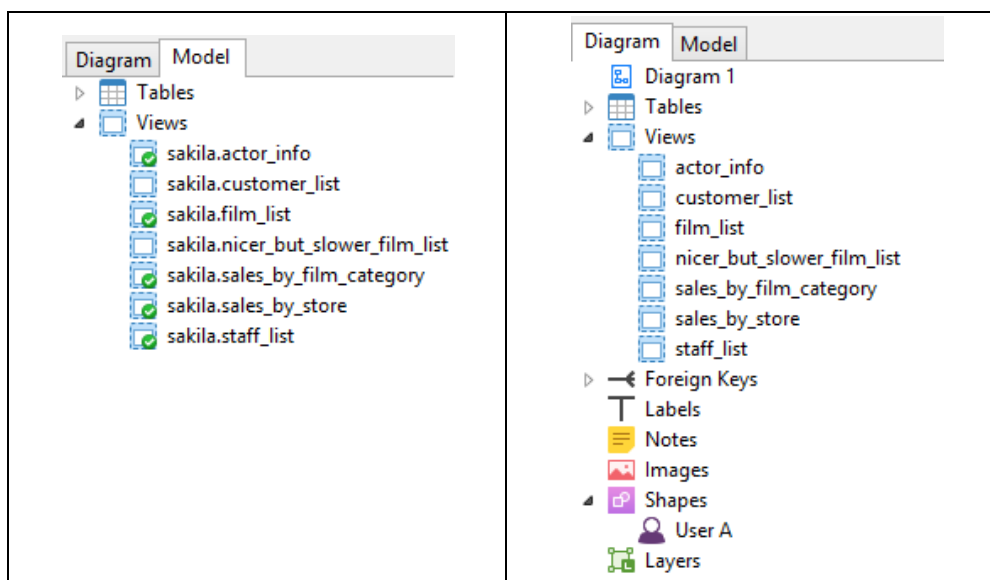 Diagram Model
Tables
Views
sakila.actor_info
sakila.customer_list
sakila.film_list
sakila.nicer_but_slower_film_list
sakila.sales_by_film_category
sakila.sales_by_store
sakila.staff_list
Diagram Model
Diagram 1
Tables
Views
actor_info
customer_list
film_list
nicer_but_slower_film_list
sales_by_film_category
sales_by_store
staff_list
Foreign Keys
Labels
Notes
Images
Shapes
User A
Layers